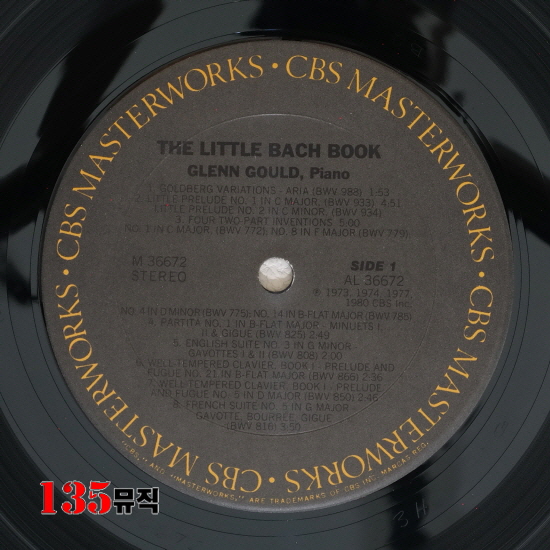 CBS MASTERWORKS • CBS MASTERWORKS • CBS MASTERWORKS • CBS MASTERWORKS •
THE LITTLE BACH BOOK
GLENN GOULD, Piano
1. GOLDBERG VARIATIONS - ARIA (BWV 988) 1:53
2. LITTLE PRELUDE NO. 1 IN C MAJOR, (BWV 933) 4:51
LITTLE PRELUDE NO. 2 IN C MINOR, (BWV 934)
3. FOUR TWO PART INVENTIONS 5:60
NO. 1 IN C MAJOR, (BWV 772); NO. 8 IN F MAJOR (BWV 779)
M 36672
STEREO
SIDE 1
AL 36672
℗ 1973, 1974, 1977,
1980 CBS Inc.
NO. 4 IN D MINOR (BWV 775); NO. 14 IN B-FLAT MAJOR (BWV 785)
4. PARTITA NO. 1 IN B-FLAT MAJOR - MINUETS I,
II & GIGUE (BWV 825) 2:49
5. ENGLISH SUITE NO. 3 IN G MINOR -
GAVOTTES I & II (BWV 808) 2:00
6. WELL-TEMPERED CLAVIER, BOOK I - PRELUDE AND
FUGUE NO. 21 IN B-FLAT MAJOR (BWV 866) 2:36
7. WELL-TEMPERED CLAVIER, BOOK I - PRELUDE
AND FUGUE NO. 5 IN D MAJOR (BWV 850) 2:46
8. FRENCH SUITE NO. 5 IN G MAJOR -
GAVOTTE, BOURREE, GIGUE
(BWV 816) 3:50
"CBS," AND "MASTERWORKS," ARE TRADEMARKS OF CBS INC. MARCAS REG.
135뮤직